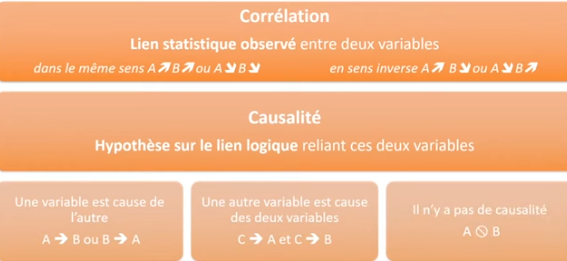 Corrélation
Lien statistique observé entre deux variables
dans le même sens A🡽B🡽 ou A🡾B🡾
en sens inverse A🡽 B🡾 ou A🡾B🡽
Causalité
Hypothèse sur le lien logique reliant ces deux variables
Une variable est cause de
l'autre
A ➔ B ou B ➔ A
Une autre variable est cause
des deux variables
C ➔ A et C ➔ B
Il n'y a pas de causalité
A 🛇 B